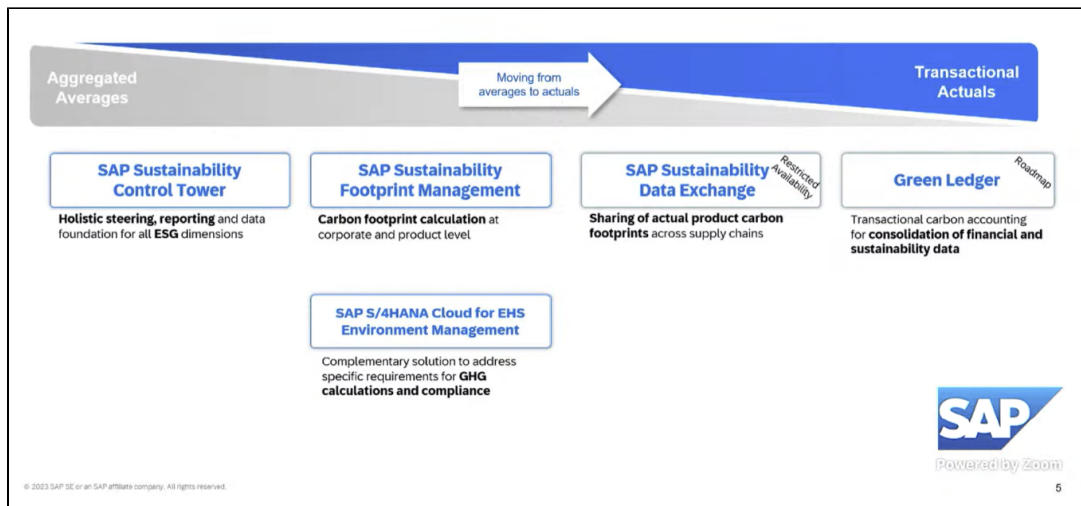 Aggregated
Averages
Moving from
averages to actuals
Transactional
Actuals
SAP Sustainability
Control Tower
Holistic steering, reporting and data
foundation for all ESG dimensions
SAP Sustainability
Footprint Management
Carbon footprint calculation at
corporate and product level
SAP Sustainability
Data Exchange
Restricted
Availability
Sharing of actual product carbon
footprints across supply chains
Green Ledger
Roadmap
Transactional carbon accounting
for consolidation of financial and
sustainability data
SAP S/4HANA Cloud for EHS
Environment Management
Complementary solution to address
specific requirements for GHG
calculations and compliance
SAP
Powered by Zoom
© 2023 SAP SE or an SAP affiliate company. All rights reserved.
5